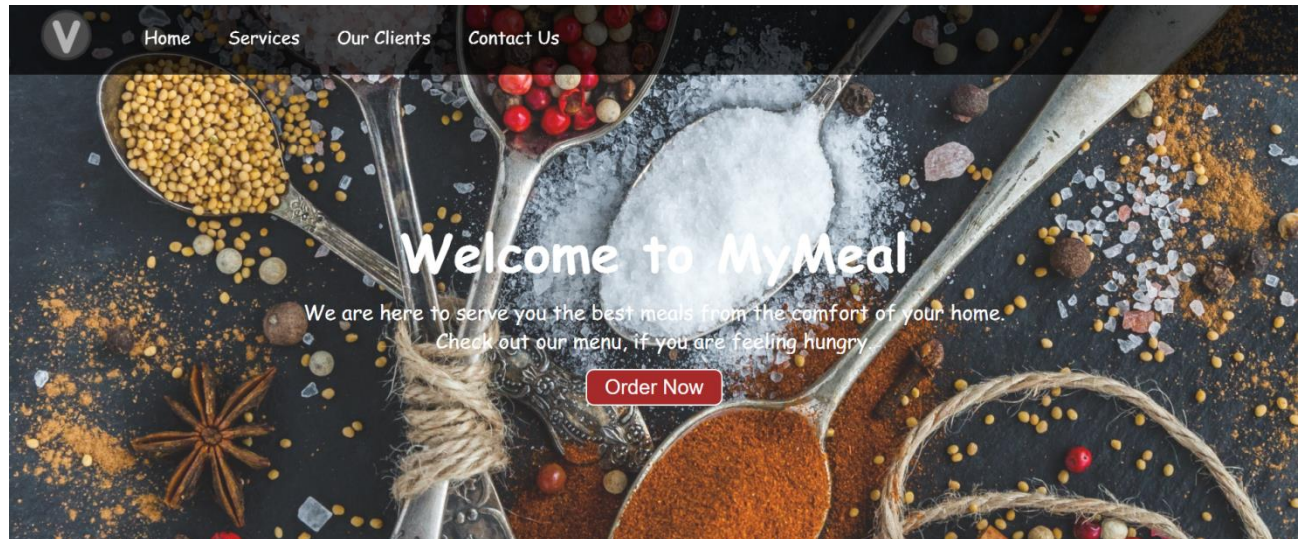 V
Home Services Our Clients Contact Us
Welcome to MyMeal
We are here to serve you the best meals from the comfort of your home.
Check out our menu, if you are feeling hungry...
Order Now